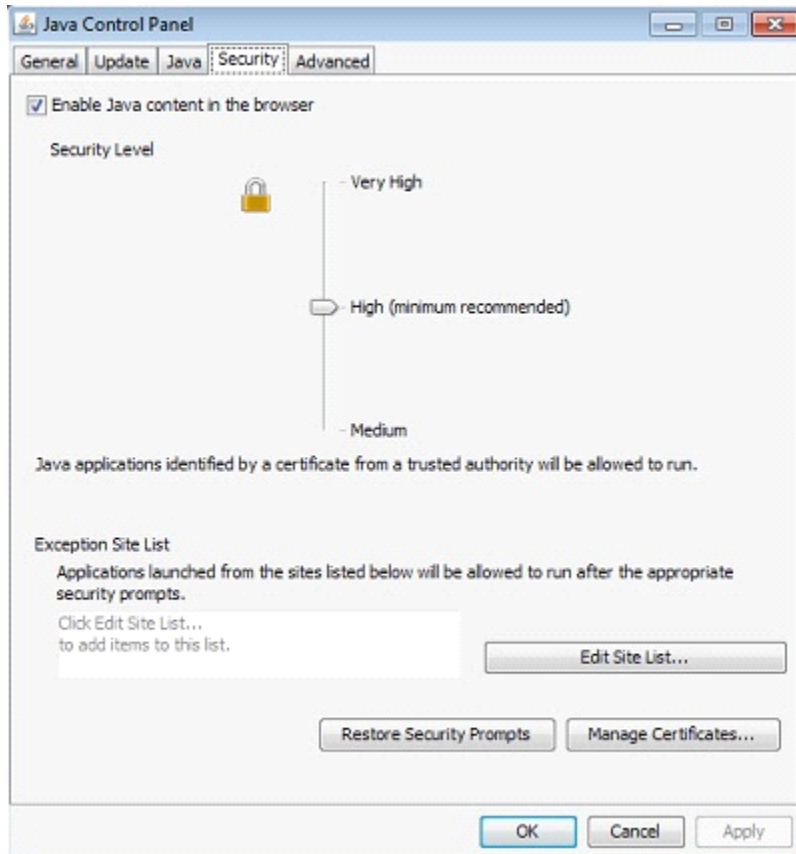 Java Control Panel
General Update Java Security Advanced
Enable Java content in the browser
Security Level
- Very High
- High (minimum recommended)
- Medium
Java applications identified by a certificate from a trusted authority will be allowed to run.
Exception Site List
Applications launched from the sites listed below will be allowed to run after the appropriate
security prompts.
Click Edit Site List...
to add items to this list.
Edit Site List...
Restore Security Prompts Manage Certificates...
OK Cancel Apply